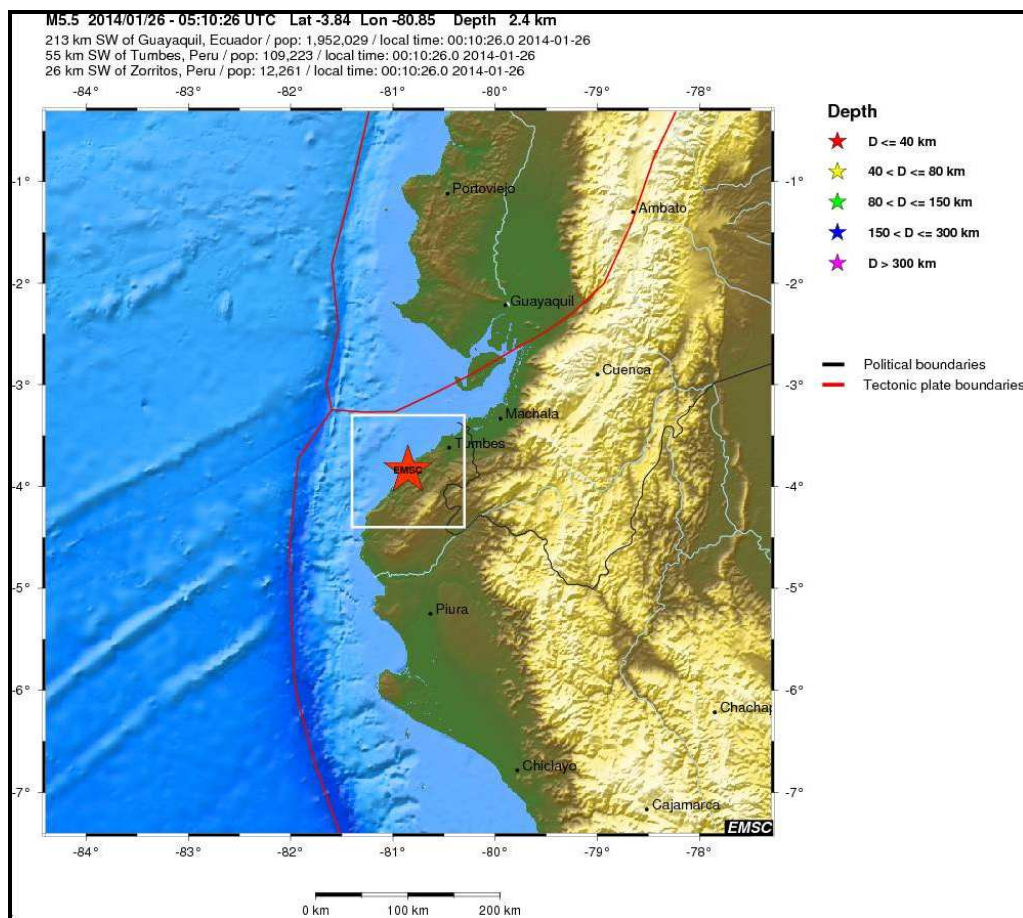 M5.5 2014/01/26 - 05:10:26 UTC Lat -3.84 Lon -80.85 Depth 2.4 km
213 km SW of Guayaquil, Ecuador / pop: 1,952,029 / local time: 00:10:26.0 2014-01-26
55 km SW of Tumbes, Peru / pop: 109,223 / local time: 00:10:26.0 2014-01-26
26 km SW of Zorritos, Peru / pop: 12,261 / local time: 00:10:26.0 2014-01-26
-84° -83° -82° -81° -80° -79° -78°
Depth
D <= 40 km
40 < D <= 80 km
80 < D <= 150 km
150 < D <= 300 km
D > 300 km
Political boundaries
Tectonic plate boundaries
-1° -1°
Portoviejo
Ambato
-2° -2°
Guayaquil
-3° -3°
Cuenca
Machala
Tumbes
EMSC
-4° -4°
-5° -5°
Piura
-6° -6°
Chachap
Chiclayo
-7° -7°
Cajamarca
EMSC
-84° -83° -82° -81° -80° -79° -78°
0 km 100 km 200 km